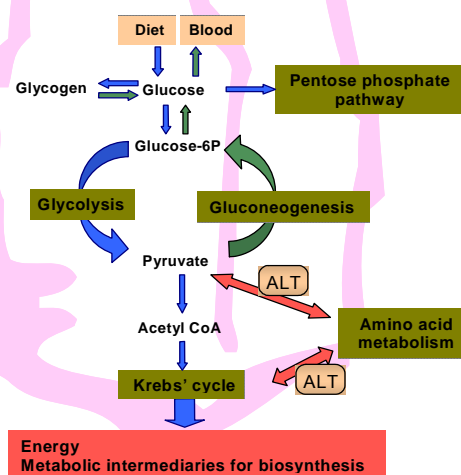 Diet
Blood
Glycogen
Glucose
Pentose phosphate
pathway
Glucose-6P
Glycolysis
Gluconeogenesis
Pyruvate
ALT
Acetyl CoA
Amino acid
metabolism
Krebs' cycle
ALT
Energy
Metabolic intermediaries for biosynthesis